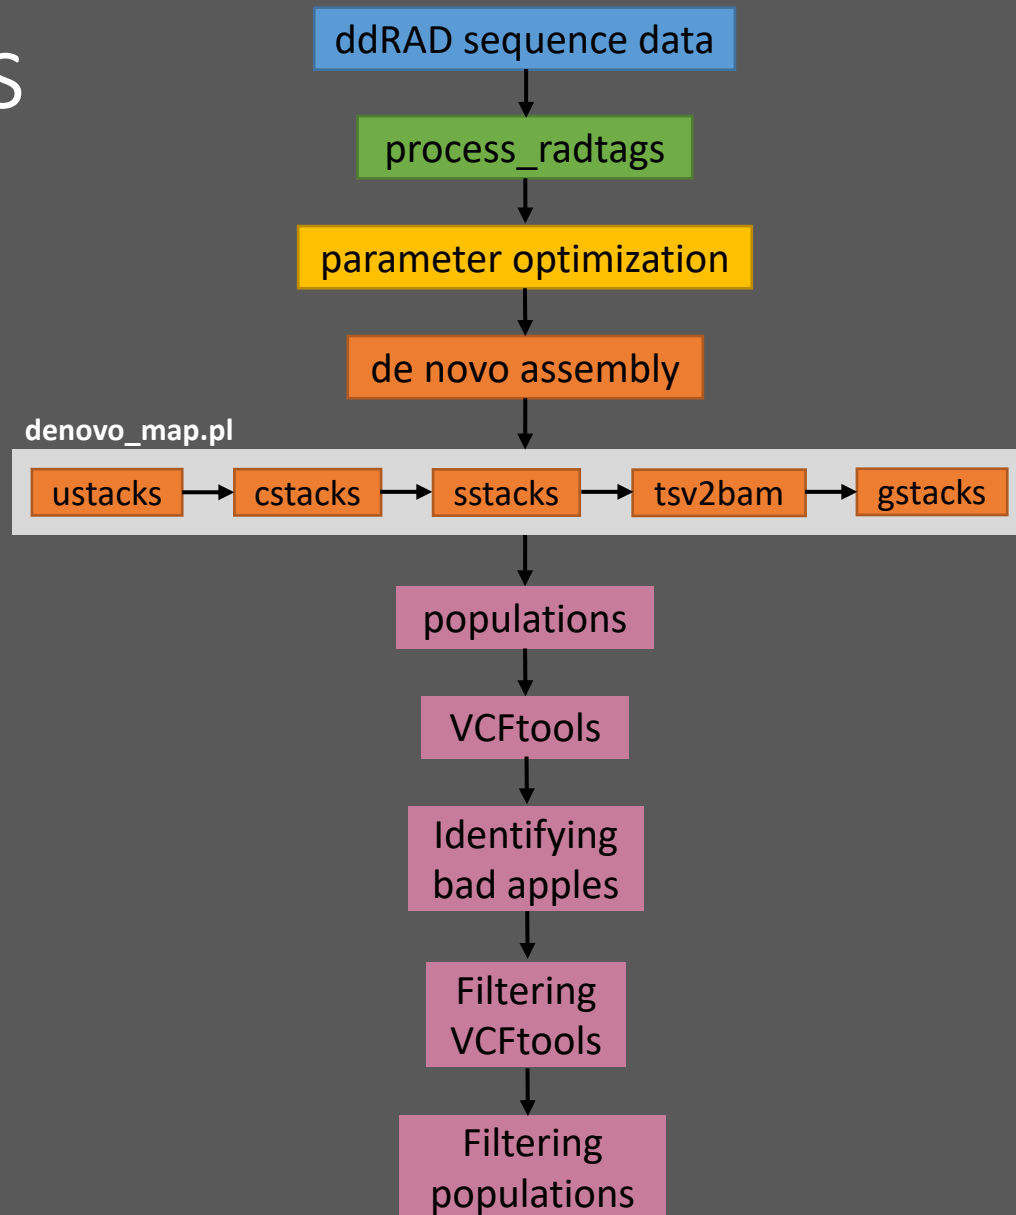 S
ddRAD sequence data
process_radtags
parameter optimization
de novo assembly
denovo_map.pl
ustacks
cstacks
sstacks
tsv2bam
gstacks
populations
VCFtools
Identifying
bad apples
Filtering
VCFtools
Filtering
populations